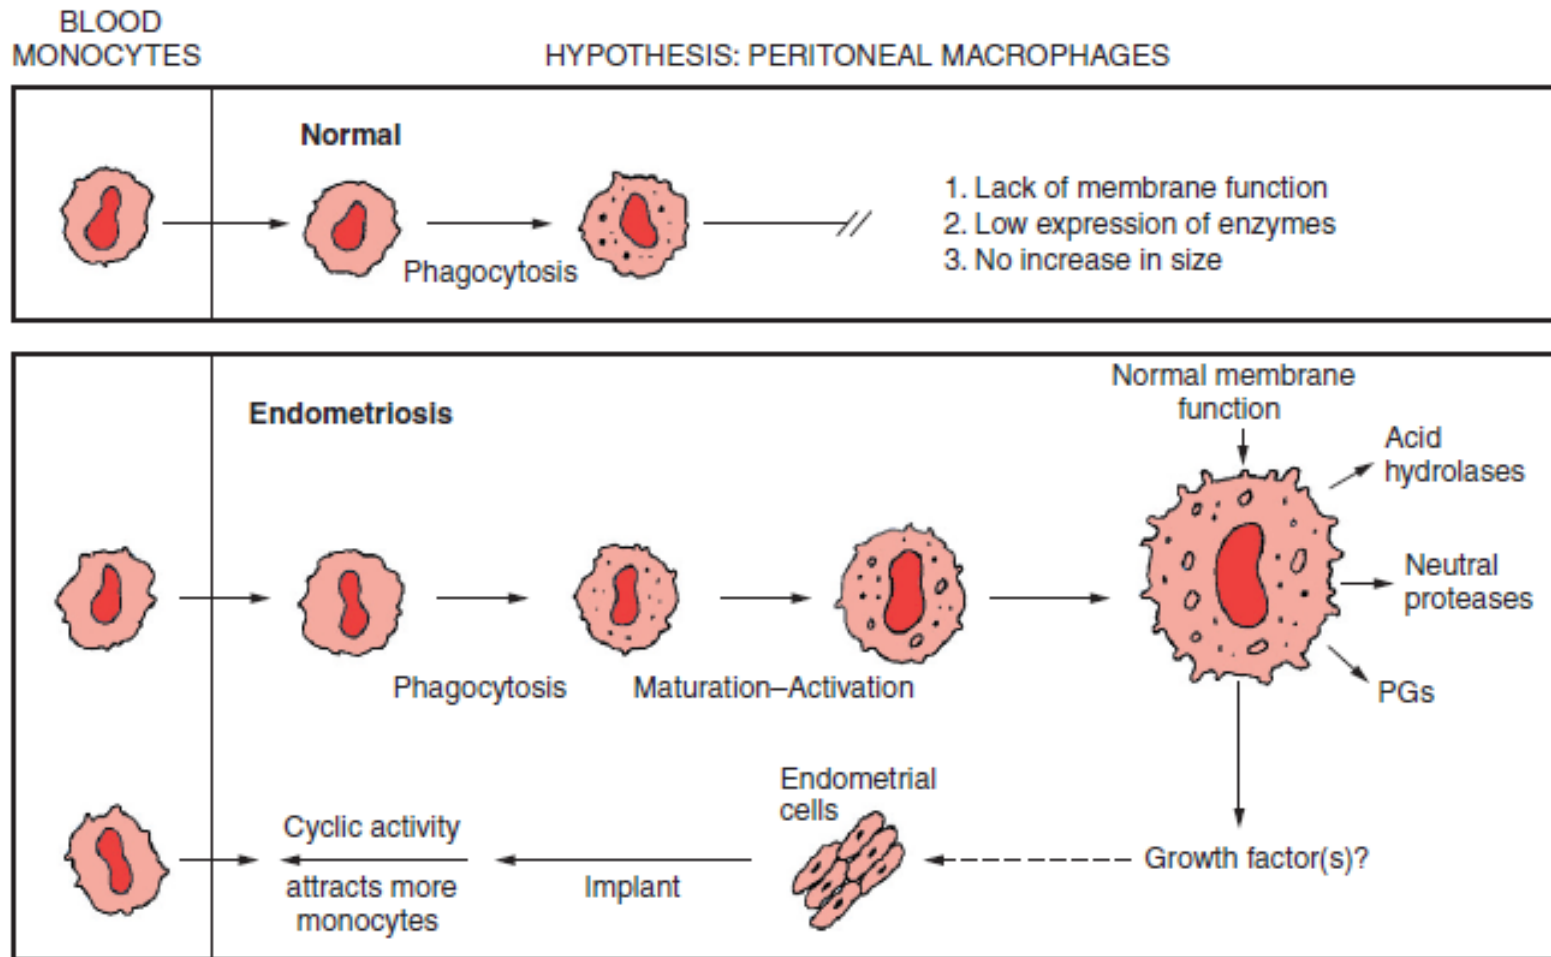 BLOOD
MONOCYTES
HYPOTHESIS: PERITONEAL MACROPHAGES
Normal
Phagocytosis
1. Lack of membrane function
2. Low expression of enzymes
3. No increase in size
Endometriosis
Normal membrane
function
Acid
hydrolases
Neutral
proteases
PGs
Phagocytosis
Maturation–Activation
Endometrial
cells
Cyclic activity
attracts more
monocytes
Implant
Growth factor(s)?